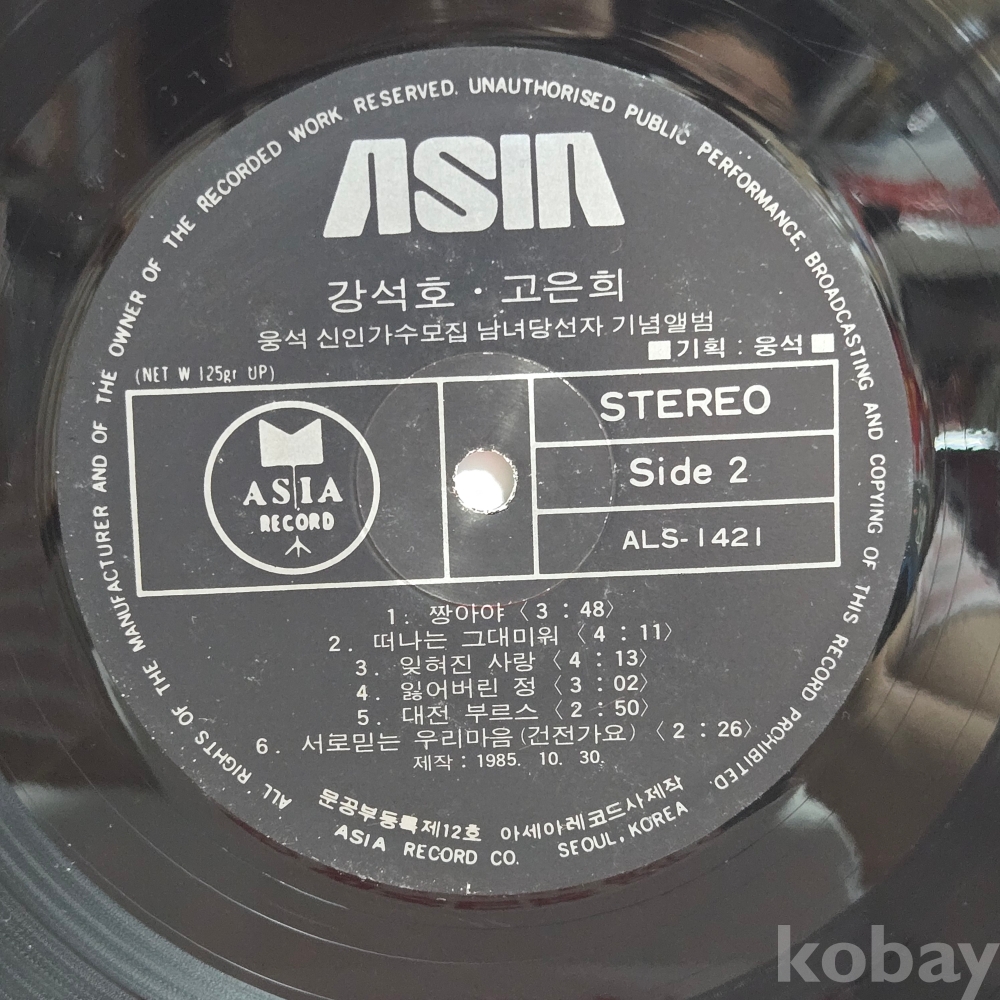 ALL RIGHTS OF THE MANUFACTURER AND OF THE OWNER OF THE RECORDED WORK RESERVED. UNAUTHORISED PUBLIC PERFORMANCE, BROADCASTING AND COPYING OF THIS RECORD PROHIBITED.
ASIA
강석호 · 고은희
웅석 신인가수모집 남녀당선자 기념앨범
■기획 : 웅석■
(NET W 125gr UP)
ASIA
RECORD
STEREO
Side 2
ALS-1421
1. 짱아야 〈3 : 48〉
2. 떠나는 그대미워 〈4 : 11〉
3. 잊혀진 사랑 〈4 : 13〉
4. 잃어버린 정 〈3 : 02〉
5. 대전 부르스 〈2 : 50〉
6. 서로믿는 우리마음 (건전가요) 〈2 : 26〉
제작 : 1985. 10. 30.
문공부등록제12호 아세아레코드사제작
ASIA RECORD CO. SEOUL, KOREA
kobay